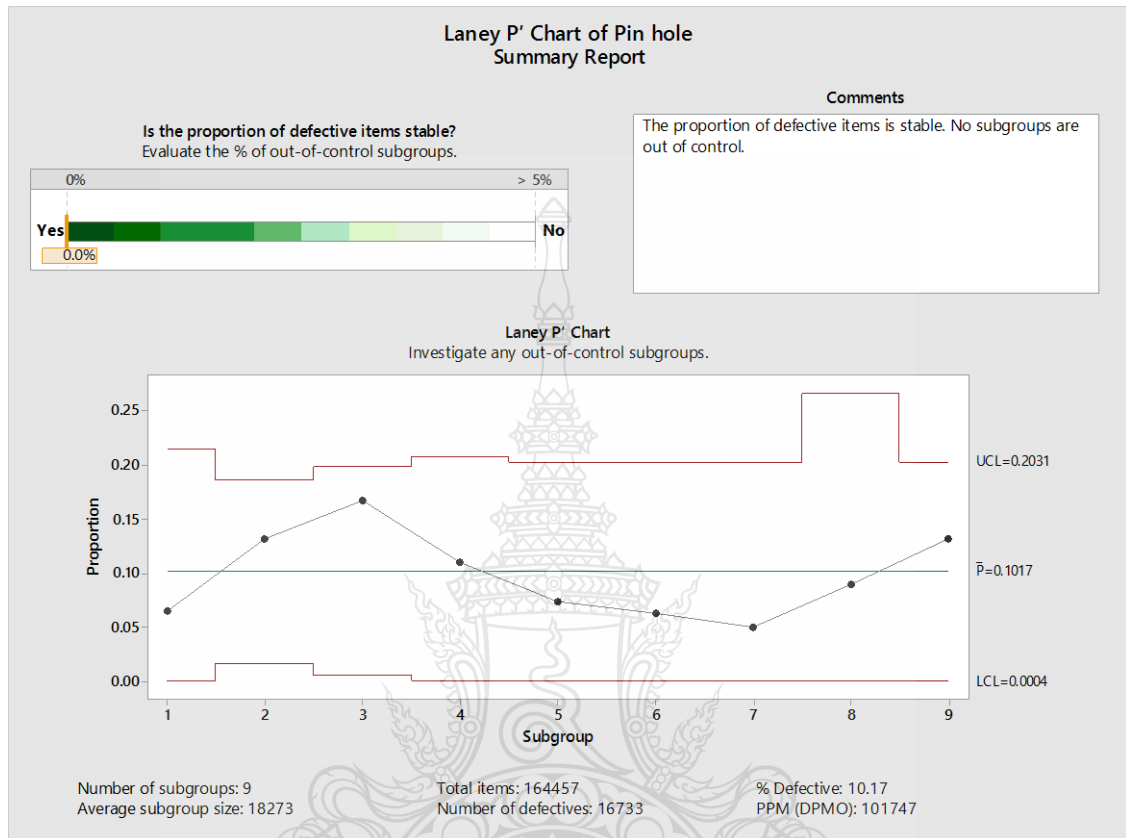 Laney P' Chart of Pin hole
Summary Report
Is the proportion of defective items stable?
Evaluate the % of out-of-control subgroups.
0%
> 5%
Yes
No
0.0%
Comments
The proportion of defective items is stable. No subgroups are
out of control.
Laney P' Chart
Investigate any out-of-control subgroups.
Proportion
0.25
0.20
0.15
0.10
0.05
0.00
UCL=0.2031
P̄=0.1017
LCL=0.0004
1 2 3 4 5 6 7 8 9
Subgroup
Number of subgroups: 9
Average subgroup size: 18273
Total items: 164457
Number of defectives: 16733
% Defective: 10.17
PPM (DPMO): 101747